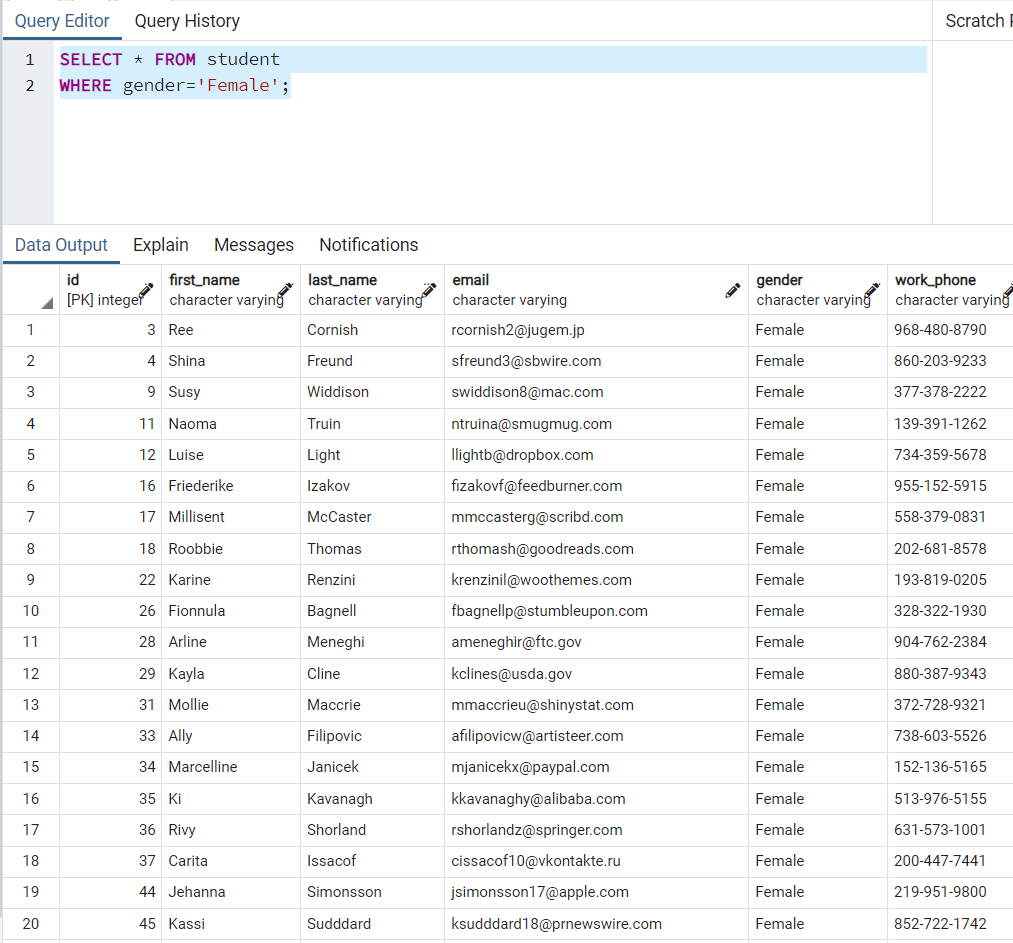 Query Editor Query History Scratch P
1 SELECT * FROM student
2 WHERE gender='Female';
Data Output Explain Messages Notifications
id first_name last_name email gender work_phone
[PK] integer character varying character varying character varying character varying character varying
1 3 Ree Cornish rcornish2@jugem.jp Female 968-480-8790
2 4 Shina Freund sfreund3@sbwire.com Female 860-203-9233
3 9 Susy Widdison swiddison8@mac.com Female 377-378-2222
4 11 Naoma Truin ntruina@smugmug.com Female 139-391-1262
5 12 Luise Light llightb@dropbox.com Female 734-359-5678
6 16 Friederike Izakov fizakovf@feedburner.com Female 955-152-5915
7 17 Millisent McCaster mmccasterg@scribd.com Female 558-379-0831
8 18 Roobbie Thomas rthomash@goodreads.com Female 202-681-8578
9 22 Karine Renzini krenzinil@woothemes.com Female 193-819-0205
10 26 Fionnula Bagnell fbagnellp@stumbleupon.com Female 328-322-1930
11 28 Arline Meneghi ameneghir@ftc.gov Female 904-762-2384
12 29 Kayla Cline kclines@usda.gov Female 880-387-9343
13 31 Mollie Maccrie mmaccrieu@shinystat.com Female 372-728-9321
14 33 Ally Filipovic afilipovicw@artisteer.com Female 738-603-5526
15 34 Marcelline Janicek mjanicekx@paypal.com Female 152-136-5165
16 35 Ki Kavanagh kkavanaghy@alibaba.com Female 513-976-5155
17 36 Rivy Shorland rshorlandz@springer.com Female 631-573-1001
18 37 Carita Issacof cissacof10@vkontakte.ru Female 200-447-7441
19 44 Jehanna Simonsson jsimonsson17@apple.com Female 219-951-9800
20 45 Kassi Sudddard ksudddard18@prnewswire.com Female 852-722-1742